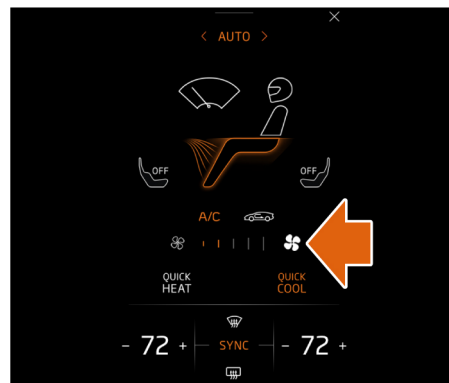 < AUTO >
OFF
OFF
A/C
QUICK
HEAT
QUICK
COOL
- 72 +
SYNC
- 72 +